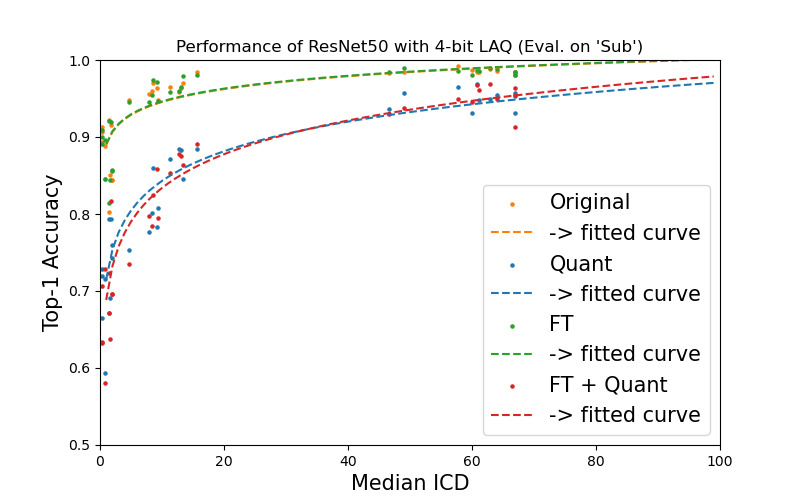 Performance of ResNet50 with 4-bit LAQ (Eval. on 'Sub')
1.0
0.9
0.8
0.7
0.6
0.5
Top-1 Accuracy
Original
-> fitted curve
Quant
-> fitted curve
FT
-> fitted curve
FT + Quant
-> fitted curve
0 20 40 60 80 100
Median ICD